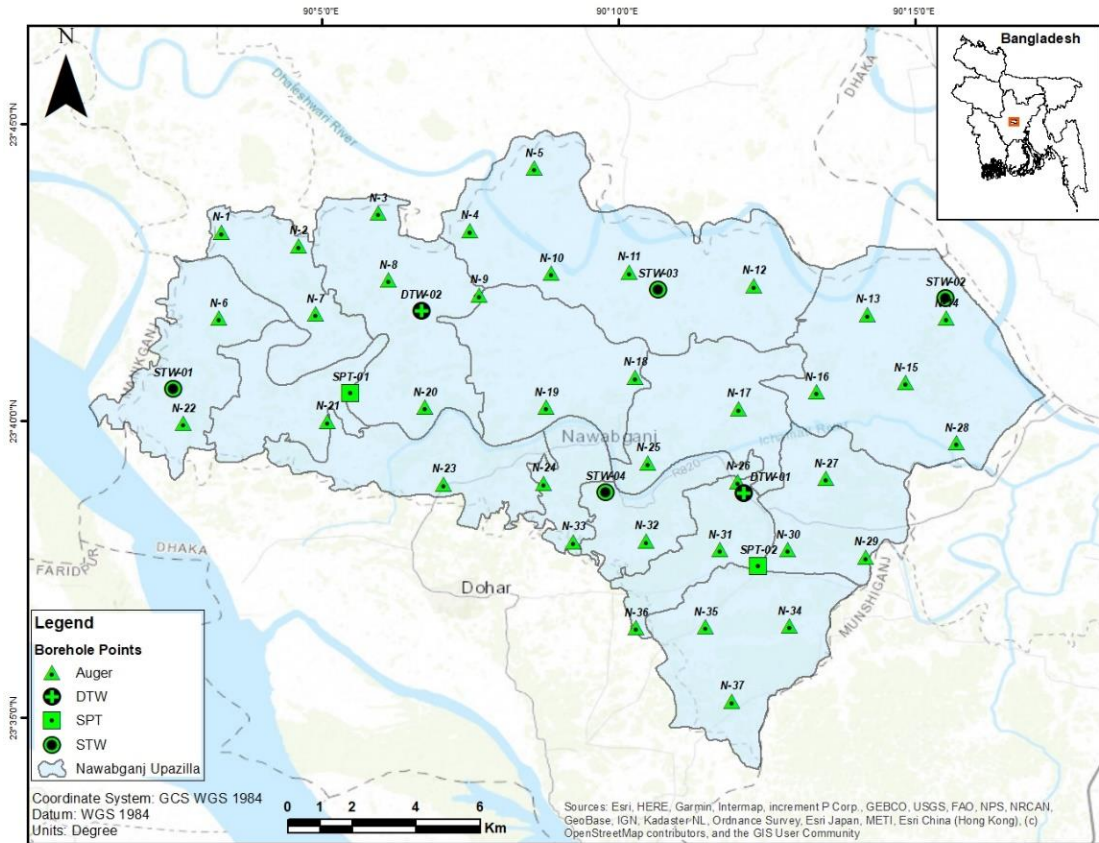 90°5'0"E
90°10'0"E
90°15'0"E
N
Bangladesh
DHAKA
Dhaleshwari River
23°45'0"N
N-5
N-3
N-1
N-4
N-2
N-11
N-10
STW-03
N-12
N-8
N-9
DTW-02
STW-02
N-13
N-14
N-6
N-7
MANIKGANJ
STW-01
SPT-01
N-18
N-15
N-16
N-20
N-19
N-17
23°40'0"N
N-22
N-21
Nawabganj
Ichamati River
N-28
N-25
R820
N-23
N-24
STW-04
N-26
DTW-01
N-27
N-33
N-32
N-31
N-30
SPT-02
N-29
DHAKA
FARIDPUR
Dohar
MUNSHIGANJ
N-36
N-35
N-34
N-37
23°35'0"N
Legend
Borehole Points
Auger
DTW
SPT
STW
Nawabganj Upazilla
Coordinate System: GCS WGS 1984
Datum: WGS 1984
Units: Degree
0 1 2 4 6
Km
Sources: Esri, HERE, Garmin, Intermap, increment P Corp., GEBCO, USGS, FAO, NPS, NRCAN,
GeoBase, IGN, Kadaster NL, Ordnance Survey, Esri Japan, METI, Esri China (Hong Kong), (c)
OpenStreetMap contributors, and the GIS User Community